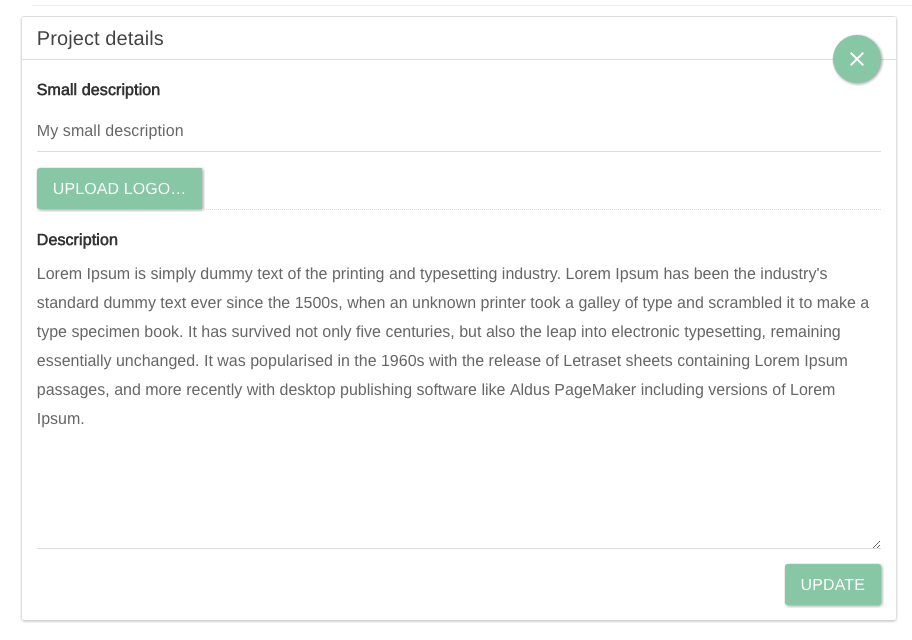 Project details
Small description
My small description
UPLOAD LOGO...
Description
Lorem Ipsum is simply dummy text of the printing and typesetting industry. Lorem Ipsum has been the industry's
standard dummy text ever since the 1500s, when an unknown printer took a galley of type and scrambled it to make a
type specimen book. It has survived not only five centuries, but also the leap into electronic typesetting, remaining
essentially unchanged. It was popularised in the 1960s with the release of Letraset sheets containing Lorem Ipsum
passages, and more recently with desktop publishing software like Aldus PageMaker including versions of Lorem
Ipsum.
UPDATE